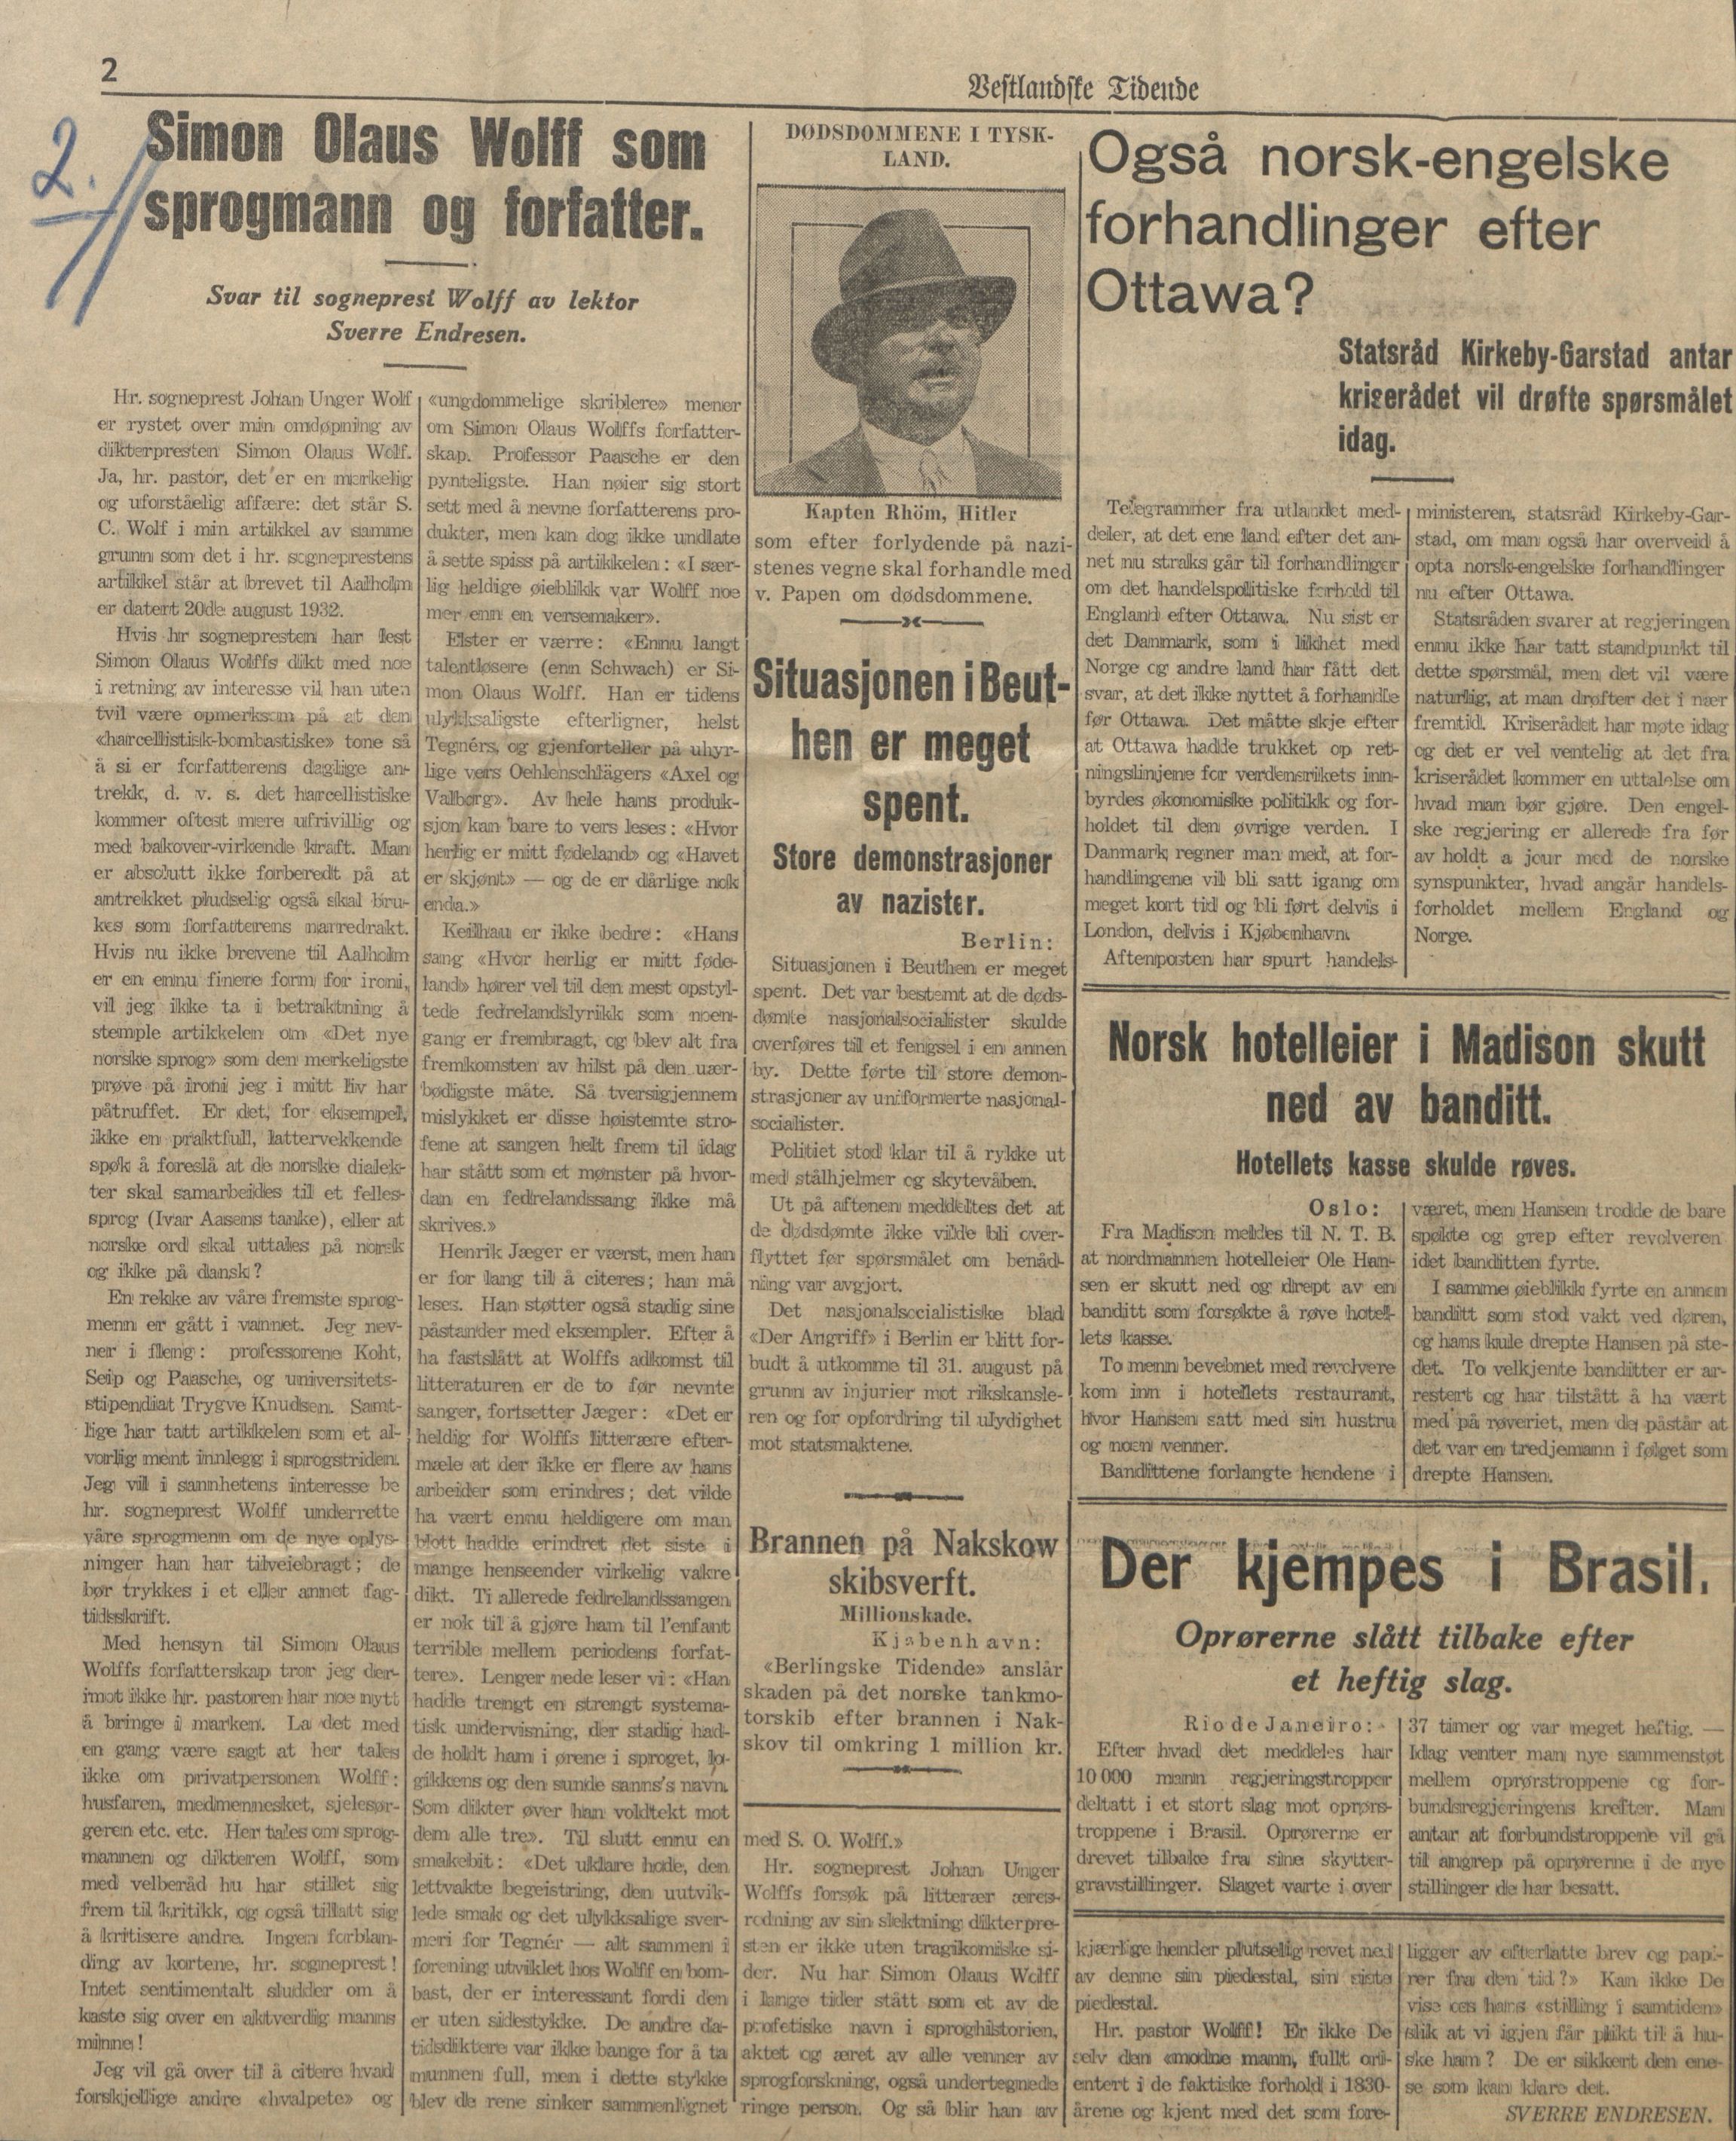 2
Vestlandske Tidende
2.
Simon Olaus Wolff som
sprogmann og forfatter.
Svar til sogneprest Wolff av lektor
Sverre Endresen.
Hr. sogneprest Johan Unger Wolf
er rystet over min omdøpning av
dikterpresten Simon Olaus Wolf.
Ja, hr. pastor, det er en merkelig
og uforståelig affære: det står S.
C. Wolf i min artikkel av samme
grunn som det i hr. sogneprestens
artikkel står at brevet til Aalholm
er datert 20de august 1932.
Hvis hr sognepresten har lest
Simon Olaus Wolffs dikt med noe
i retning av interesse vil han uten
tvil være opmerksom på at den
«harcellistisk-bombastiske» tone så
å si er forfatterens daglige an-
trekk, d. v. s. det harcellistiske
kommer oftest mere ufrivillig og
med bakover-virkende kraft. Man
er absolutt ikke forberedt på at
antrekket pludselig også skal bru-
kes som forfatterens narredrakt.
Hvis nu ikke brevene til Aalholm
er en ennu finere form for ironi,
vil jeg ikke ta i betraktning å
stemple artikkelen om «Det nye
norske sprog» som den merkeligste
prøve på ironi jeg i mitt liv har
påtruffet. Er det, for eksempel,
ikke en praktfull, lattervekkende
spøk å foreslå at de norske dialek-
ter skal samarbeides til et felles-
sprog (Ivar Aasens tanke), eller at
norske ord skal uttales på norsk
og ikke på dansk?
En rekke av våre fremste sprog-
menn er gått i vannet. Jeg nev-
ner i fleng: professorene Koht,
Seip og Paasche, og universitets-
stipendiat Trygve Knudsen. Samt-
lige har tatt artikkelen som et al-
vorlig ment innlegg i sprogstriden.
Jeg vil i sannhetens interesse be
hr. sogneprest Wolff underrette
våre sprogmenn om de nye oplys-
ninger han har tilveiebragt; de
bør trykkes i et eller annet fag-
tidsskrift.
Med hensyn til Simon Olaus
Wolffs forfatterskap tror jeg der-
imot ikke hr. pastoren har noe nytt
å bringe i marken. La det med
en gang være sagt at her tales
ikke om privatpersonen Wolff:
husfaren, medmennesket, sjelesør-
geren etc. etc. Her tales om sprog-
mannen og dikteren Wolff, som
med velberåd hu har stillet sig
frem til kritikk, og også tillatt sig
å kritisere andre. Ingen forblan-
ding av kortene, hr. sogneprest!
Intet sentimentalt sludder om å
kaste sig over en aktverdig manns
minne!
Jeg vil gå over til å citere hvad
forskjellige andre «hvalpete» og
«ungdommelige skriblere» mener
om Simon Olaus Wolffs forfatter-
skap. Professor Paasche er den
pynteligste. Han nøier sig stort
sett med å nevne forfatterens pro-
dukter, men kan dog ikke undlate
å sette spiss på artikkelen: «I sær-
lig heldige øieblikk var Wolff noe
mer enn en versemaker».
Elster er værre: «Ennu langt
talentløsere (enn Schwach) er Si-
mon Olaus Wolff. Han er tidens
ulykksaligste efterligner, helst
Tegnérs, og gjenforteller på uhyr-
lige vers Oehlenschlägers «Axel og
Valborg». Av hele hans produk-
sjon kan bare to vers leses: «Hvor
herlig er mitt fødeland» og «Havet
er skjønt» — og de er dårlige nok
enda.»
Keilhau er ikke bedre: «Hans
sang «Hvor herlig er mitt føde-
land» hører vel til den mest opstyl-
tede fedrelandslyrikk som noen-
gang er frembragt, og blev alt fra
fremkomsten av hilst på den uær-
bødigste måte. Så tversigjennem
mislykket er disse høistemte stro-
fene at sangen helt frem til idag
har stått som et mønster på hvor-
dan en fedrelandssang ikke må
skrives.»
Henrik Jæger er værst, men han
er for lang til å citeres; han må
leses. Han støtter også stadig sine
påstander med eksempler. Efter å
ha fastslått at Wolffs adkomst til
litteraturen er de to før nevnte
sanger, fortsetter Jæger: «Det er
heldig for Wolffs litterære efter-
mæle at der ikke er flere av hans
arbeider som erindres; det vilde
ha vært ennu heldigere om man
blott hadde erindret det siste i
mange henseender virkelig vakre
dikt. Ti allerede fedrelandssangen
er nok til å gjøre ham til l'enfant
terrible mellem periodens forfat-
tere». Lenger nede leser vi: «Han
hadde trengt en strengt systema-
tisk undervisning, der stadig had-
de holdt ham i ørene i sproget, lo-
gikkens og den sunde sanns's navn.
Som dikter øver han voldtekt mot
dem alle tre». Til slutt ennu en
smakebit: «Det uklare hode, den
lettvakte begeistring, den uutvik-
lede smak og det ulykksalige sver-
meri for Tegnér — alt sammen i
forening utviklet hos Wolff en bom-
bast, der er interessant fordi den
er uten sidestykke. De andre da-
tidsdiktere var ikke bange for å ta
munnen full, men i dette stykke
blev de rene sinker sammenlignet
DØDSDOMMENE I TYSK-
LAND.
Kapten Rhöm, Hitler
som efter forlydende på nazi-
stenes vegne skal forhandle med
v. Papen om dødsdommene.
Situasjonen i Beut-
hen er meget
spent.
Store demonstrasjoner
av nazister.
Berlin:
Situasjonen i Beuthen er meget
spent. Det var bestemt at de døds-
dømte nasjonalsocialister skulde
overføres til et fengsel i en annen
by. Dette førte til store demon-
strasjoner av uniformerte nasjonal-
socialister.
Politiet stod klar til å rykke ut
med stålhjelmer og skytevåben.
Ut på aftenen meddeltes det at
de dødsdømte ikke vilde bli over-
flyttet før spørsmålet om benåd-
ning var avgjort.
Det nasjonalsocialistiske blad
«Der Angriff» i Berlin er blitt for-
budt å utkomme til 31. august på
grunn av injurier mot rikskansle-
ren og for opfordring til ulydighet
mot statsmaktene.
Brannen på Nakskow
skibsverft.
Millionskade.
Kjøbenhavn:
«Berlingske Tidende» anslår
skaden på det norske tankmo-
torskib efter brannen i Nak-
skov til omkring 1 million kr.
med S. O. Wolff.»
Hr. sogneprest Johan Unger
Wolffs forsøk på litterær æres-
redning av sin slektning dikterpre-
sten er ikke uten tragikomiske si-
der. Nu har Simon Olaus Wolff
i lange tider stått som et av de
profetiske navn i sproghistorien,
aktet og æret av alle venner av
sprogforskning, også undertegnede
ringe person. Og så blir han av
Også norsk-engelske
forhandlinger efter
Ottawa?
Statsråd Kirkeby-Garstad antar
kriserådet vil drøfte spørsmålet
idag.
Telegrammer fra utlandet med-
deler, at det ene land efter det an-
net nu straks går til forhandlinger
om det handelspolitiske forhold til
England efter Ottawa. Nu sist er
det Danmark, som i likhet med
Norge og andre land har fått det
svar, at det ikke nyttet å forhandle
før Ottawa. Det måtte skje efter
at Ottawa hadde trukket op ret-
ningslinjene for verdensrikets inn-
byrdes økonomiske politikk og for-
holdet til den øvrige verden. I
Danmark regner man med, at for-
handlingene vil bli satt igang om
meget kort tid og bli ført delvis i
London, delvis i Kjøbenhavn.
Aftenposten har spurt handels-
ministeren, statsråd Kirkeby-Gar-
stad, om man også har overveid å
opta norsk-engelske forhandlinger
nu efter Ottawa.
Statsråden svarer at regjeringen
ennu ikke har tatt standpunkt til
dette spørsmål, men det vil være
naturlig, at man drøfter det i nær
fremtid. Kriserådet har møte idag
og det er vel ventelig at det fra
kriserådet kommer en uttalelse om
hvad man bør gjøre. Den engel-
ske regjering er allerede fra før
av holdt a jour med de norske
synspunkter, hvad angår handels-
forholdet mellem England og
Norge.
Norsk hotelleier i Madison skutt
ned av banditt.
Hotellets kasse skulde røves.
Oslo:
Fra Madison meldes til N. T. B.
at nordmannen hotelleier Ole Han-
sen er skutt ned og drept av en
banditt som forsøkte å røve hotel-
lets kasse.
To menn bevebnet med revolvere
kom inn i hotellets restaurant,
hvor Hansen satt med sin hustru
og noen venner.
Bandittene forlangte hendene i
været, men Hansen trodde de bare
spøkte og grep efter revolveren
idet banditten fyrte.
I samme øieblikk fyrte en annen
banditt som stod vakt ved døren,
og hans kule drepte Hansen på ste-
det. To velkjente banditter er ar-
restert og har tilstått å ha vært
med på røveriet, men de påstår at
det var en tredjemann i følget som
drepte Hansen.
Der kjempes i Brasil.
Oprørerne slått tilbake efter
et heftig slag.
Rio de Janeiro:
Efter hvad det meddeles har
10 000 mann regjeringstropper
deltatt i et stort slag mot oprørs-
troppene i Brasil. Oprørerne er
drevet tilbake fra sine skytter-
gravstillinger. Slaget varte i over
37 timer og var meget heftig. —
Idag venter man nye sammenstøt
mellem oprørstroppene og for-
bundsregjeringens krefter. Man
antar at forbundstroppene vil gå
til angrep på oprørerne i de nye
stillinger de har besatt.
kjærlige hender plutselig revet ned
av denne sin piedestal, sin siste
piedestal.
Hr. pastor Wolff! Er ikke De
selv den «modne mann, fullt ori-
entert i de faktiske forhold i 1830-
årene og kjent med det som fore-
ligger av efterlatte brev og papi-
rer fra den tid?» Kan ikke De
vise oss hans «stilling i samtiden»
slik at vi igjen får plikt til å hu-
ske ham? De er sikkert den ene-
se som kan klare det.
SVERRE ENDRESEN.